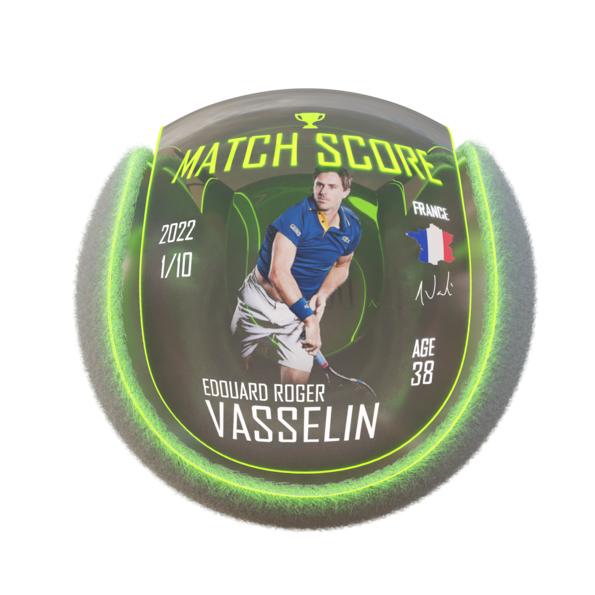 MATCH SCORE
2022
1/10
FRANCE
AGE
38
EDOUARD ROGER
VASSELIN